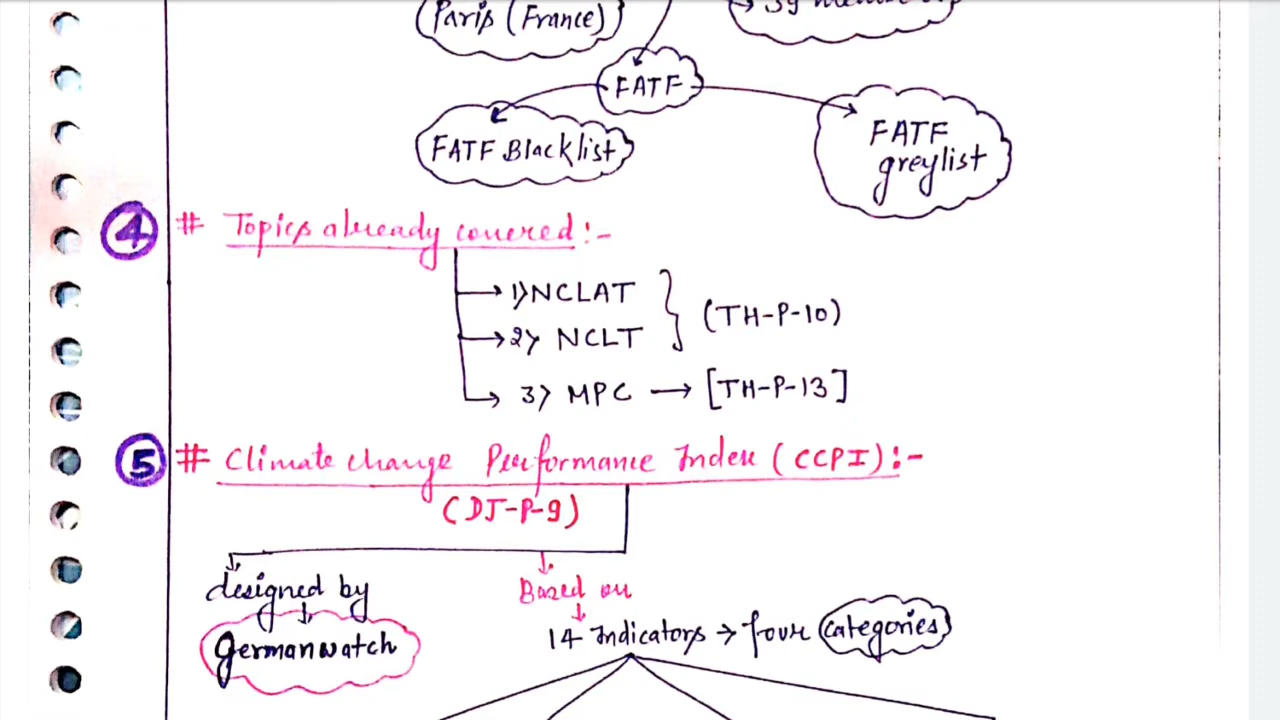 Paris (France)
→ 39 members
FATF
FATF Blacklist
FATF
greylist
4 # Topics already covered :-
1) NCLAT
2) NCLT
(TH-P-10)
3) MPC → [TH-P-13]
5 # Climate change Performance Index (CCPI) :-
(DJ-P-9)
designed by
Germanwatch
Based on
14 Indicators → four categories